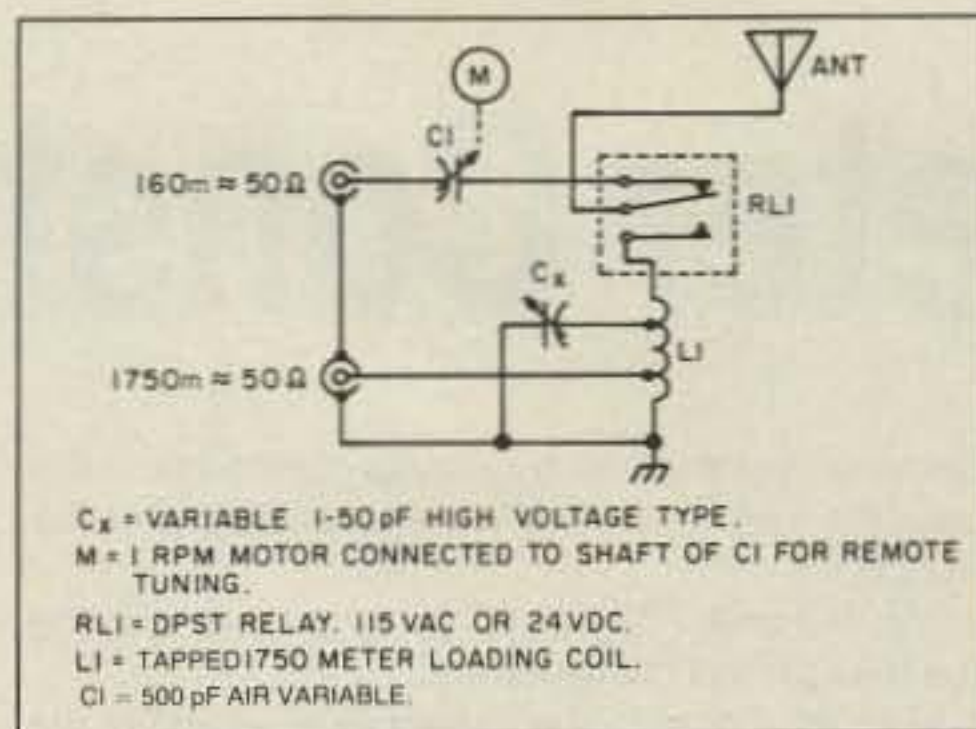 M
ANT
C1
160m ≈ 50Ω
RL1
Cx
L1
1750m ≈ 50Ω
Cx = VARIABLE 1-50 pF HIGH VOLTAGE TYPE.
M = 1 RPM MOTOR CONNECTED TO SHAFT OF C1 FOR REMOTE
TUNING.
RL1 = DPST RELAY. 115 VAC OR 24 VDC.
L1 = TAPPED 1750 METER LOADING COIL.
C1 = 500 pF AIR VARIABLE.